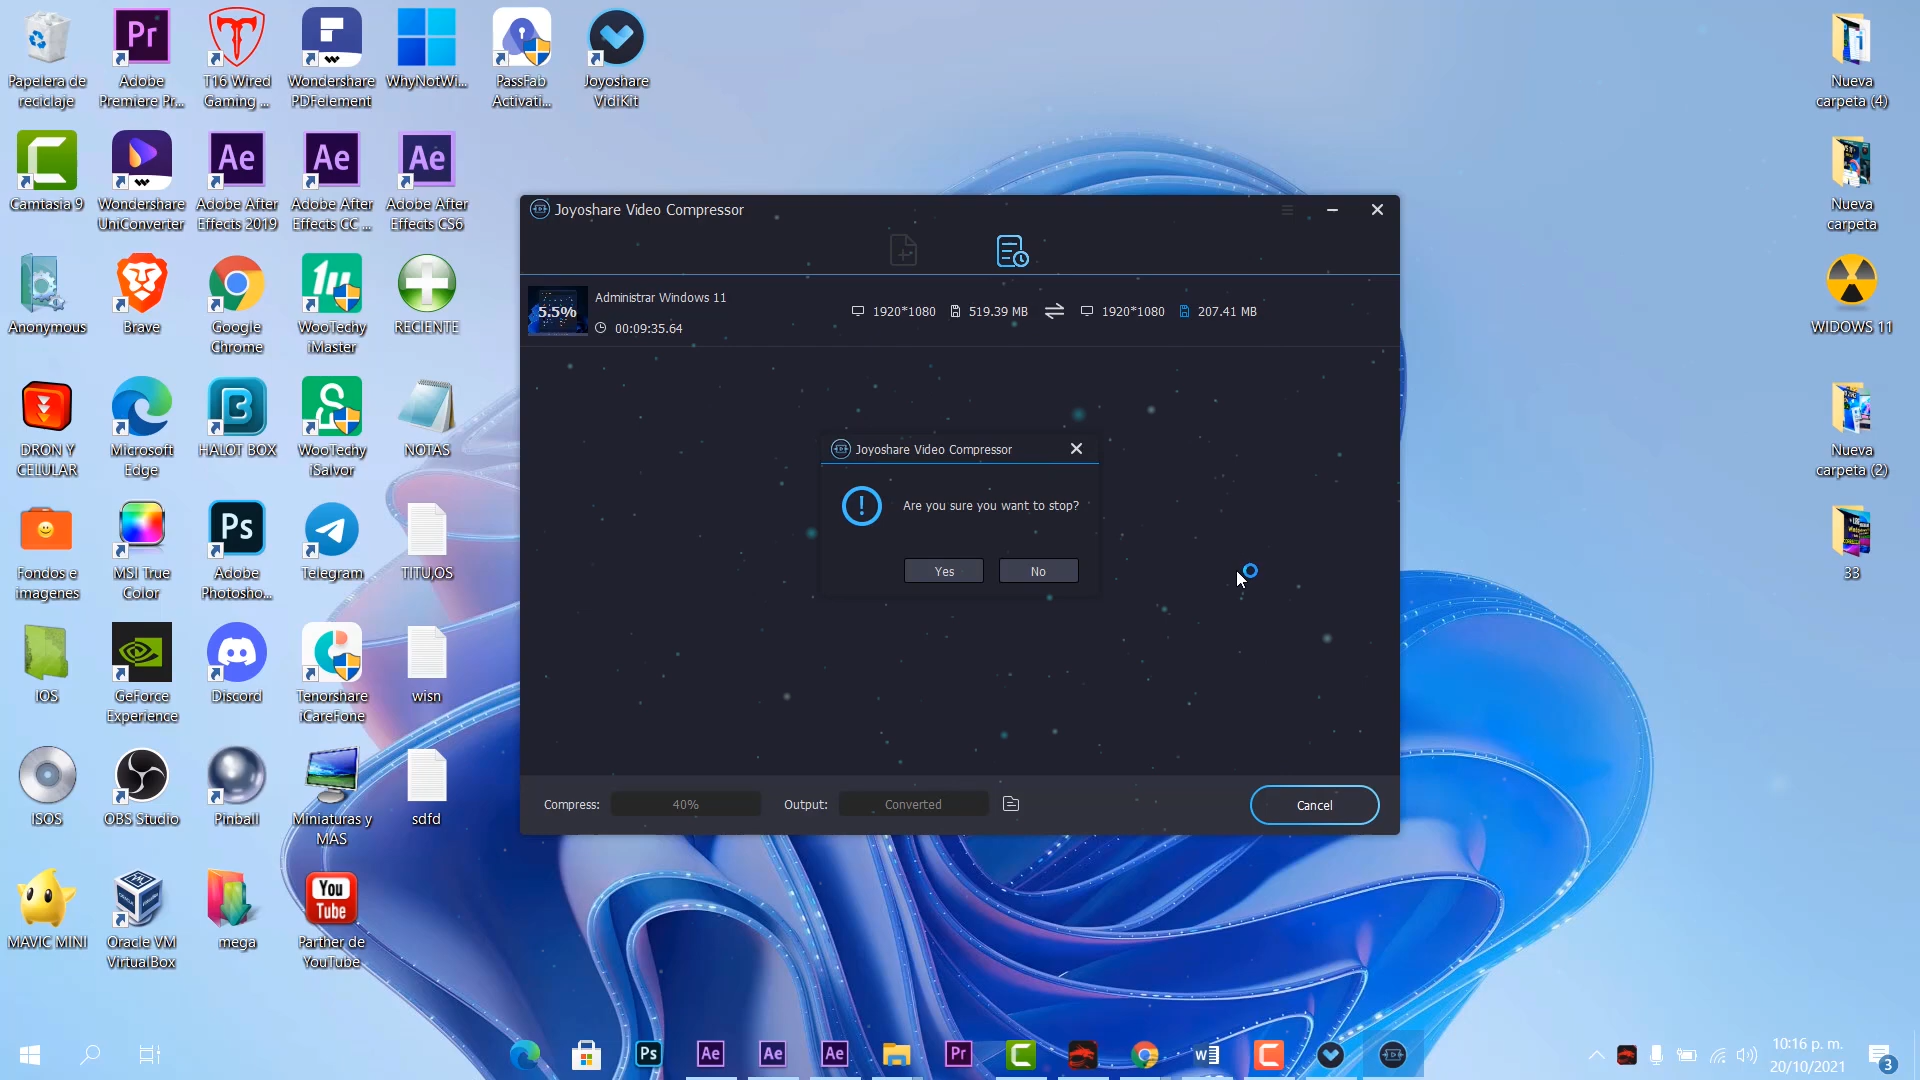 Papelera de
reciclaje
Adobe
Premiere Pr...
T16 Wired
Gaming ...
Wondershare
PDFelement
WhyNotWi...
PassFab
Activati...
Joyoshare
VidiKit
Nueva
carpeta (4)
Camtasia 9
Wondershare
UniConverter
Adobe After
Effects 2019
Adobe After
Effects CC ...
Adobe After
Effects CS6
Nueva
carpeta
Anonymous
Brave
Google
Chrome
WooTechy
iMaster
RECIENTE
WIDOWS 11
DRON Y
CELULAR
Microsoft
Edge
HALOT BOX
WooTechy
iSalvor
NOTAS
Nueva
carpeta (2)
Fondos e
imagenes
MSI True
Color
Adobe
Photosho...
Telegram
TITU,OS
33
IOS
GeForce
Experience
Discord
Tenorshare
iCareFone
wisn
ISOS
OBS Studio
Pinball
Miniaturas y
MAS
sdfd
MAVIC MINI
Oracle VM
VirtualBox
mega
You
Tube
Parther de
YouTube
Joyoshare Video Compressor
5.5%
Administrar Windows 11
00:09:35.64
1920*1080 519.39 MB 1920*1080 207.41 MB
Joyoshare Video Compressor
Are you sure you want to stop?
Yes No
Compress: 40% Output: Converted Cancel
10:16 p. m.
20/10/2021
3